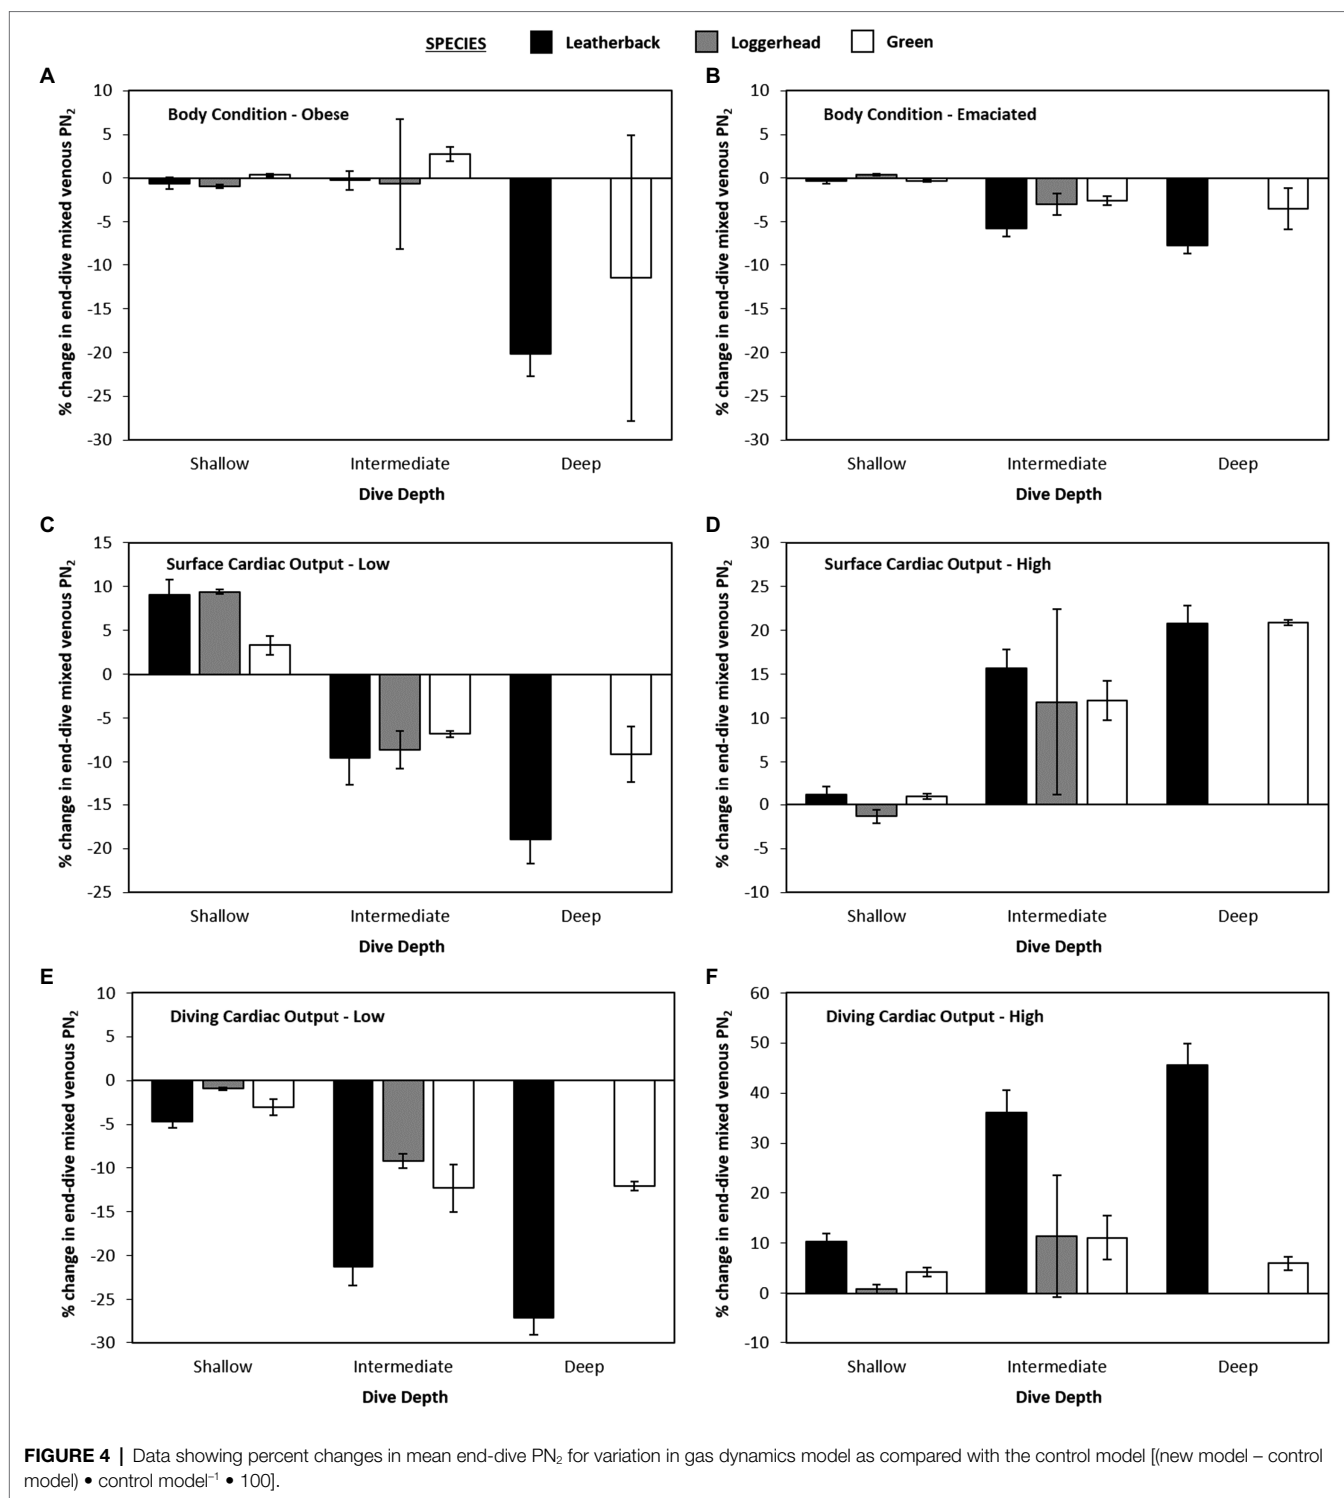 SPECIES Leatherback Loggerhead Green
A
% change in end-dive mixed venous PN₂
10
5
0
-5
-10
-15
-20
-25
-30
Body Condition - Obese
Shallow Intermediate Deep
Dive Depth
B
% change in end-dive mixed venous PN₂
10
5
0
-5
-10
-15
-20
-25
-30
Body Condition - Emaciated
Shallow Intermediate Deep
Dive Depth
C
% change in end-dive mixed venous PN₂
15
10
5
0
-5
-10
-15
-20
-25
Surface Cardiac Output - Low
Shallow Intermediate Deep
Dive Depth
D
% change in end-dive mixed venous PN₂
30
25
20
15
10
5
0
-5
-10
Surface Cardiac Output - High
Shallow Intermediate Deep
Dive Depth
E
% change in end-dive mixed venous PN₂
10
5
0
-5
-10
-15
-20
-25
-30
Diving Cardiac Output - Low
Shallow Intermediate Deep
Dive Depth
F
% change in end-dive mixed venous PN₂
60
50
40
30
20
10
0
-10
Diving Cardiac Output - High
Shallow Intermediate Deep
Dive Depth
FIGURE 4 | Data showing percent changes in mean end-dive PN₂ for variation in gas dynamics model as compared with the control model [(new model – control
model) • control model⁻¹ • 100].